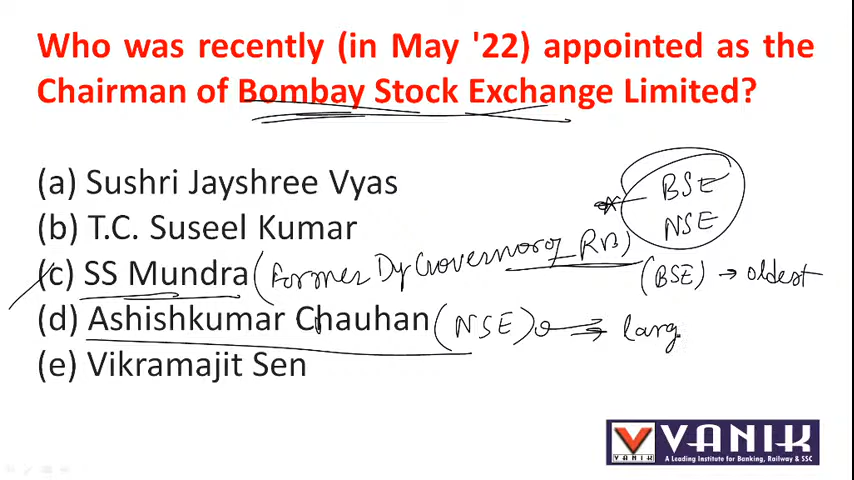 Who was recently (in May '22) appointed as the
Chairman of Bombay Stock Exchange Limited?
(a) Sushri Jayshree Vyas
(b) T.C. Suseel Kumar
(c) SS Mundra (Former Dy Governor of RBI)
(d) Ashishkumar Chauhan (NSE) → larg
(e) Vikramajit Sen
BSE
NSE
(BSE) → oldest
VANIK
VANIK
A Leading Institute for Banking, Railway & SSC